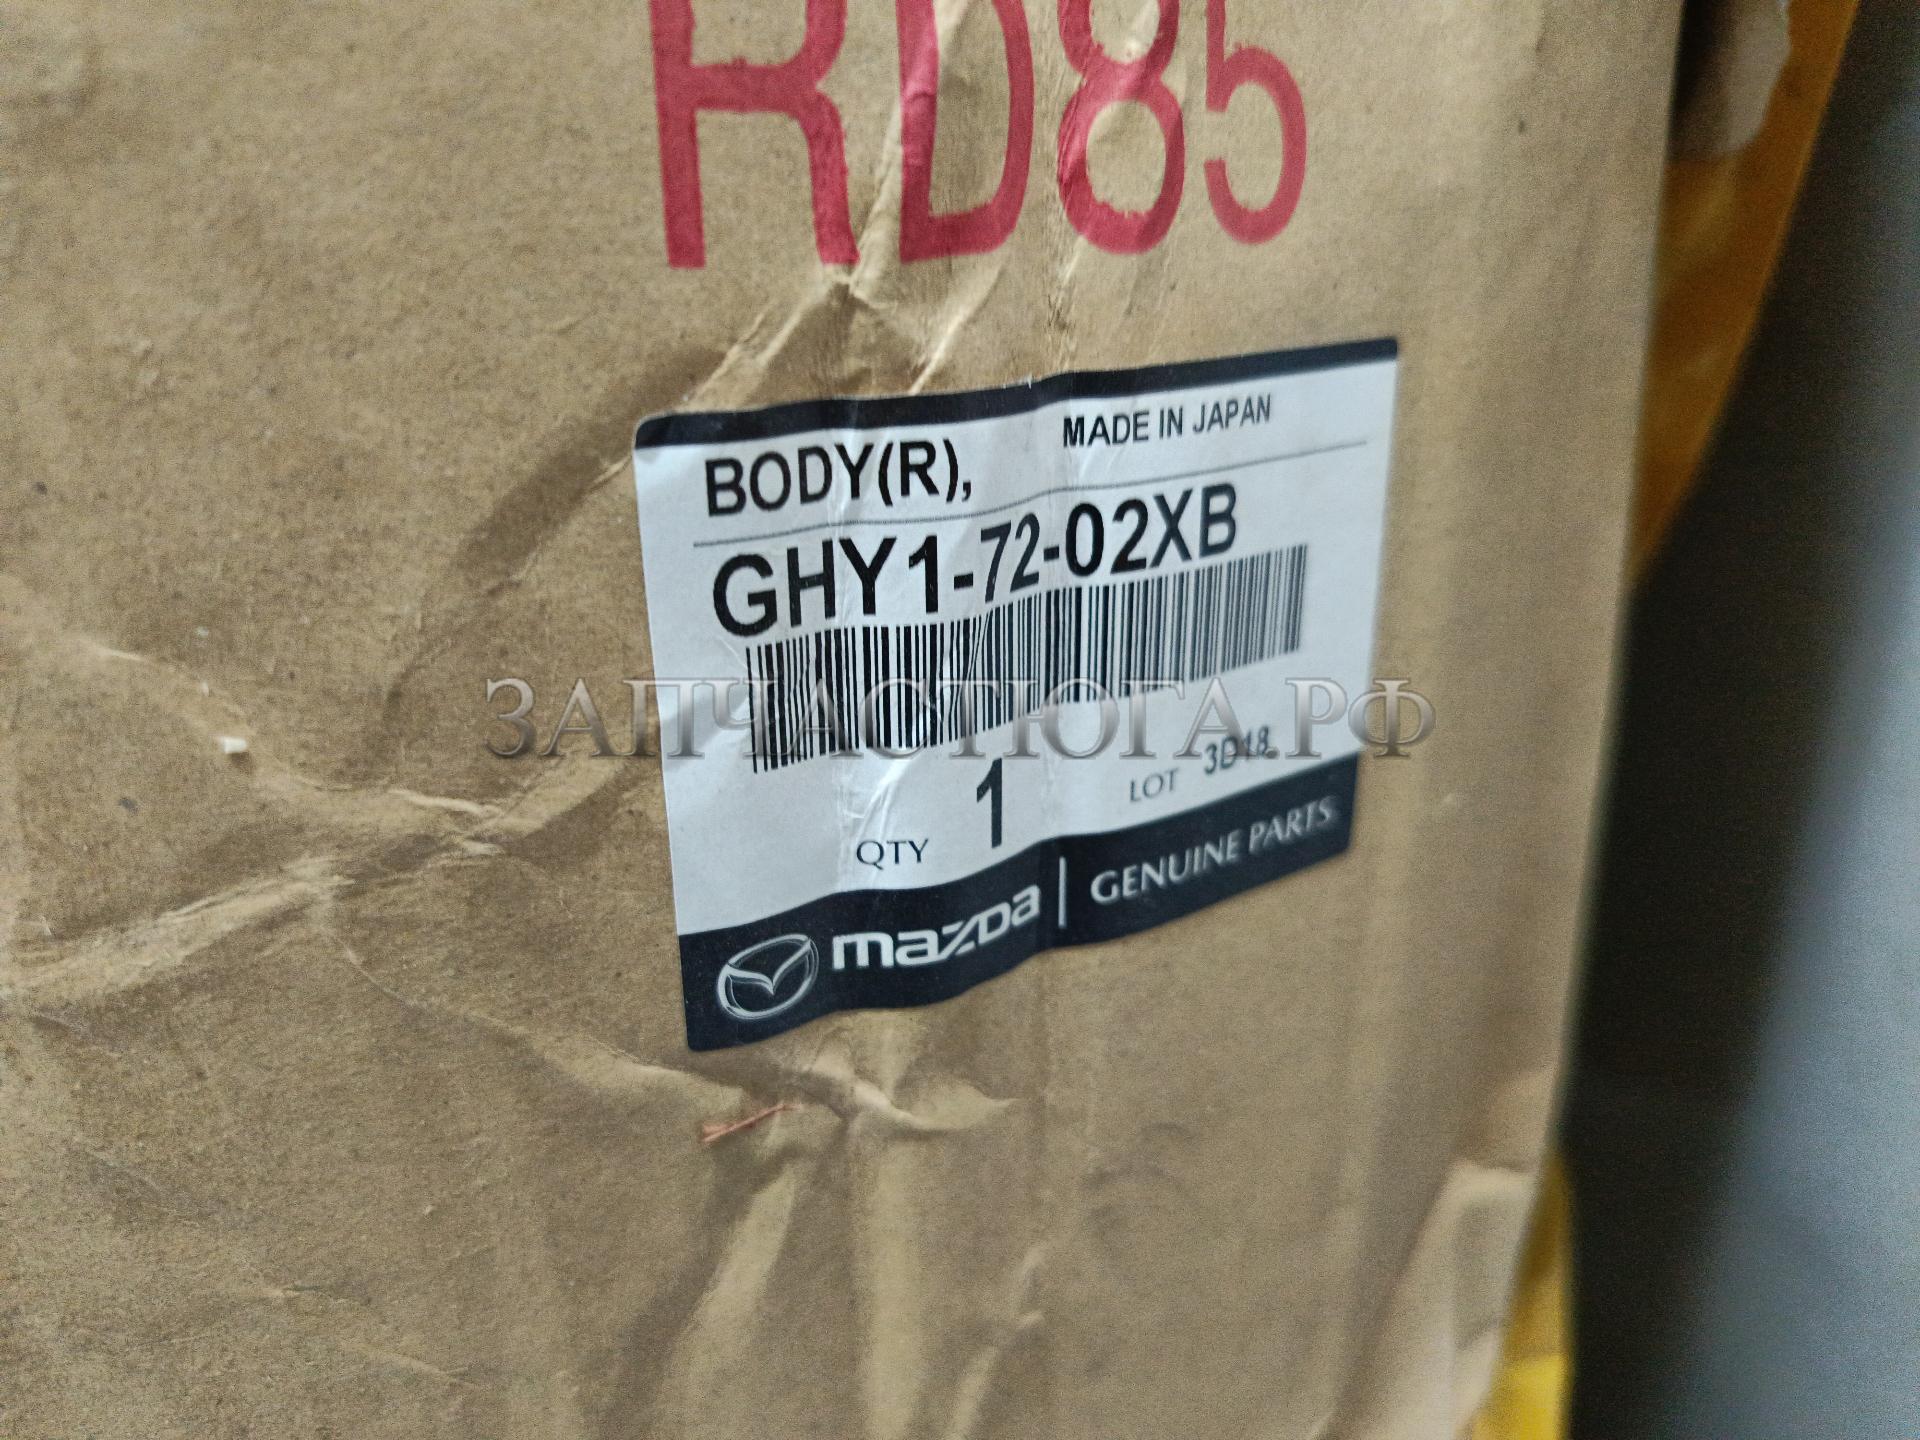 RD85
BODY(R),
MADE IN JAPAN
GHY1-72-02XB
ЗАПЧАСТЮГА.РФ
QTY 1 LOT 3D18
mazda GENUINE PARTS